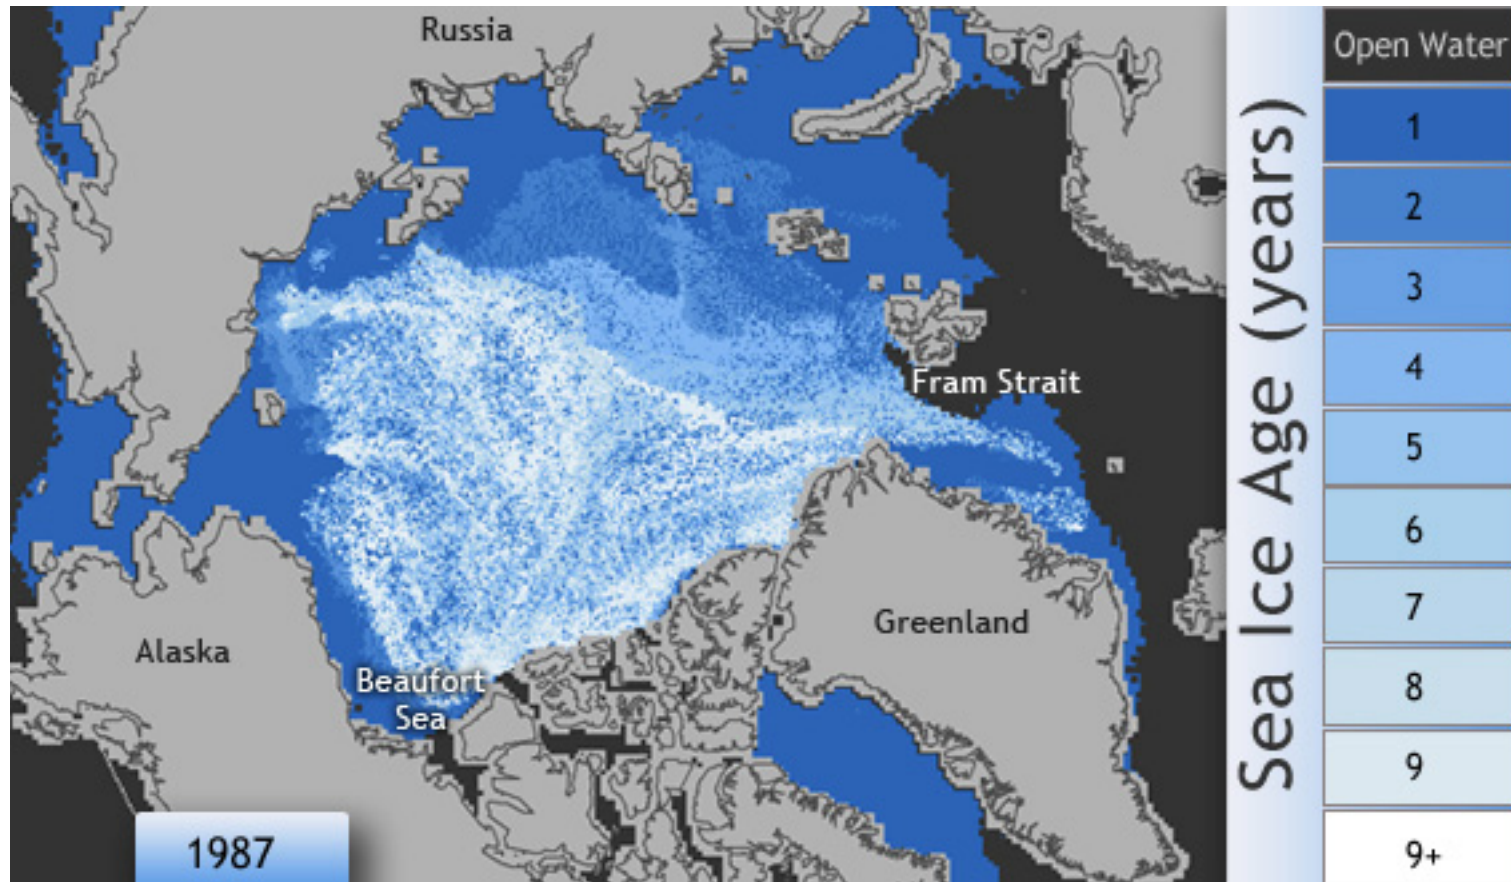 Russia
Fram Strait
Greenland
Alaska
Beaufort
Sea
1987
Sea Ice Age (years)
Open Water
1
2
3
4
5
6
7
8
9
9+